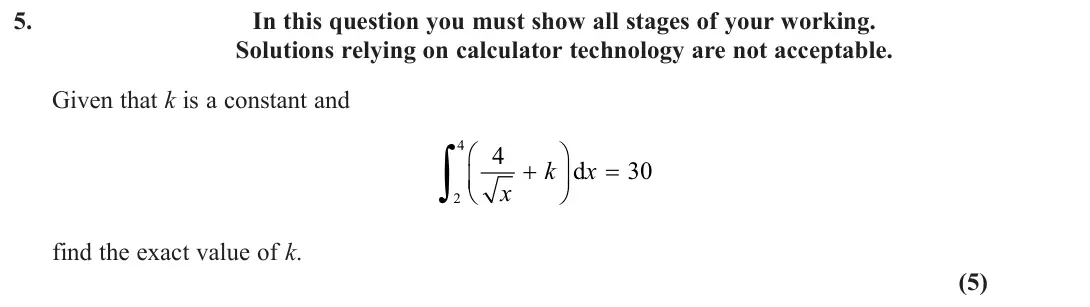 5. In this question you must show all stages of your working.
Solutions relying on calculator technology are not acceptable.
Given that k is a constant and
∫₂⁴ (4/√x + k) dx = 30
find the exact value of k.
(5)